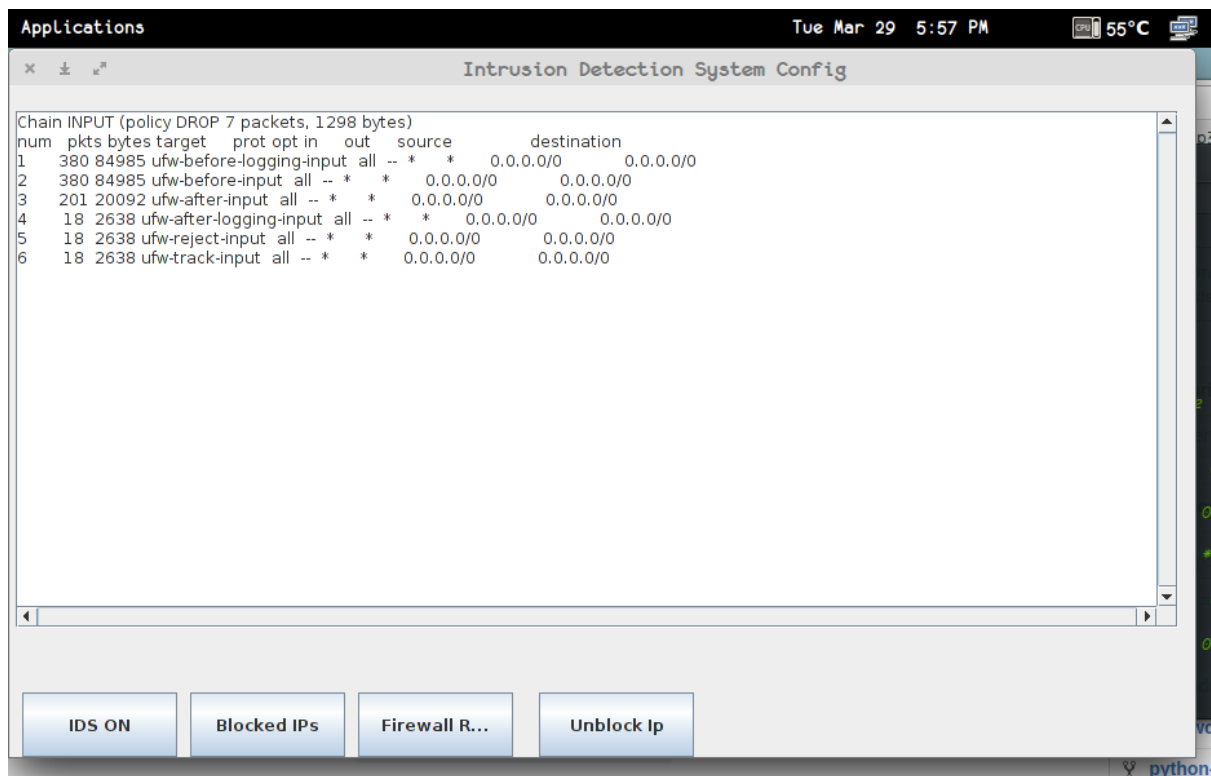 Applications Tue Mar 29 5:57 PM CPU 55°C
Intrusion Detection System Config
Chain INPUT (policy DROP 7 packets, 1298 bytes)
num pkts bytes target prot opt in out source destination
1 380 84985 ufw-before-logging-input all -- * * 0.0.0.0/0 0.0.0.0/0
2 380 84985 ufw-before-input all -- * * 0.0.0.0/0 0.0.0.0/0
3 201 20092 ufw-after-input all -- * * 0.0.0.0/0 0.0.0.0/0
4 18 2638 ufw-after-logging-input all -- * * 0.0.0.0/0 0.0.0.0/0
5 18 2638 ufw-reject-input all -- * * 0.0.0.0/0 0.0.0.0/0
6 18 2638 ufw-track-input all -- * * 0.0.0.0/0 0.0.0.0/0
IDS ON Blocked IPs Firewall R... Unblock Ip
python-